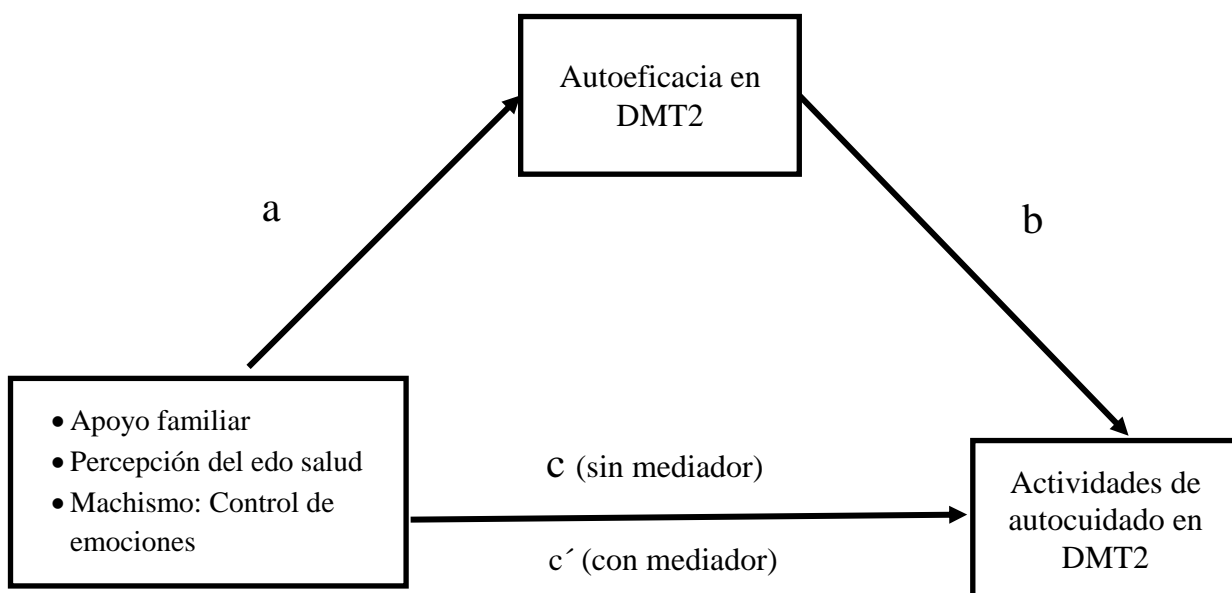 Autoeficacia en
DMT2
a
b
• Apoyo familiar
• Percepción del edo salud
• Machismo: Control de
emociones
c (sin mediador)
c´ (con mediador)
Actividades de
autocuidado en
DMT2